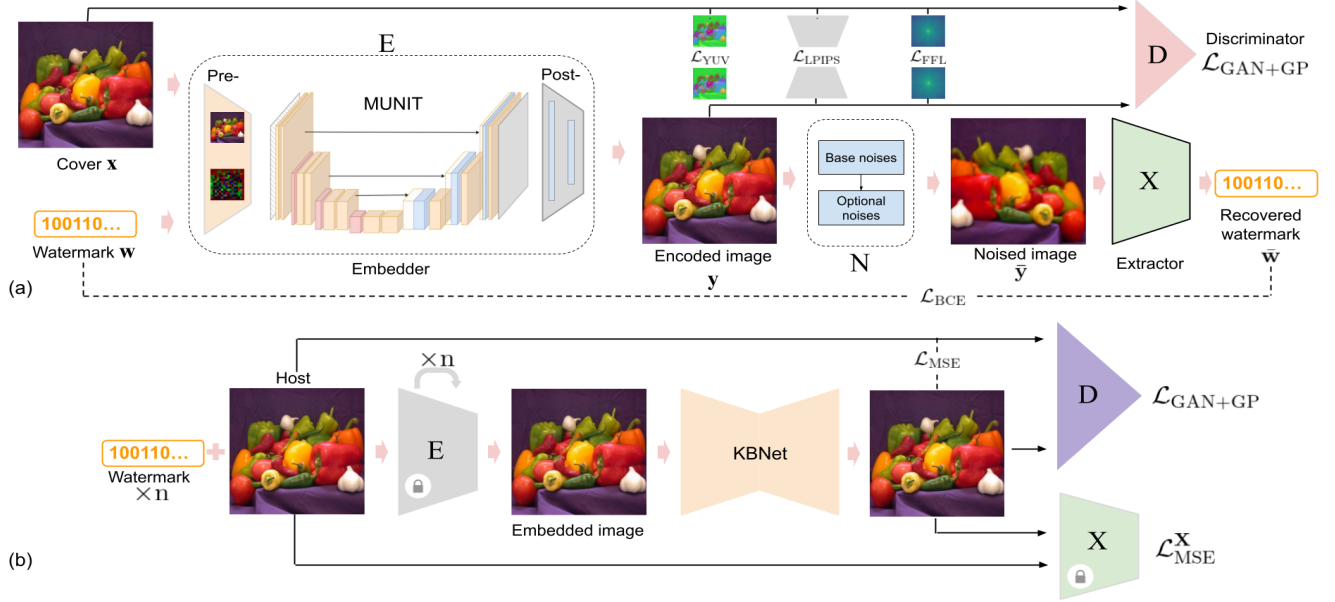 E
Pre-
MUNIT
Post-
Cover x
100110...
Watermark w
Embedder
(a)
ℒ_YUV
ℒ_LPIPS
ℒ_FFL
D
Discriminator
ℒ_GAN+GP
Encoded image
y
Base noises
Optional
noises
N
Noised image
ȳ
X
Extractor
100110...
Recovered
watermark
w̄
ℒ_BCE
Host
×n
100110...
Watermark
×n
E
Embedded image
KBNet
ℒ_MSE
D
ℒ_GAN+GP
X
ℒ^X_MSE
(b)